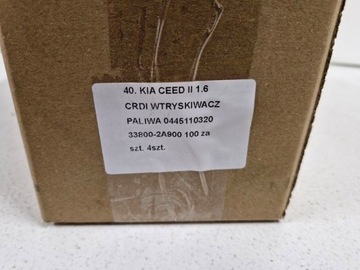 40. KIA CEED II 1.6
CRDI WTRYSKIWACZ
PALIWA 0445110320
33800-2A900 100 za
szt. 4szt.